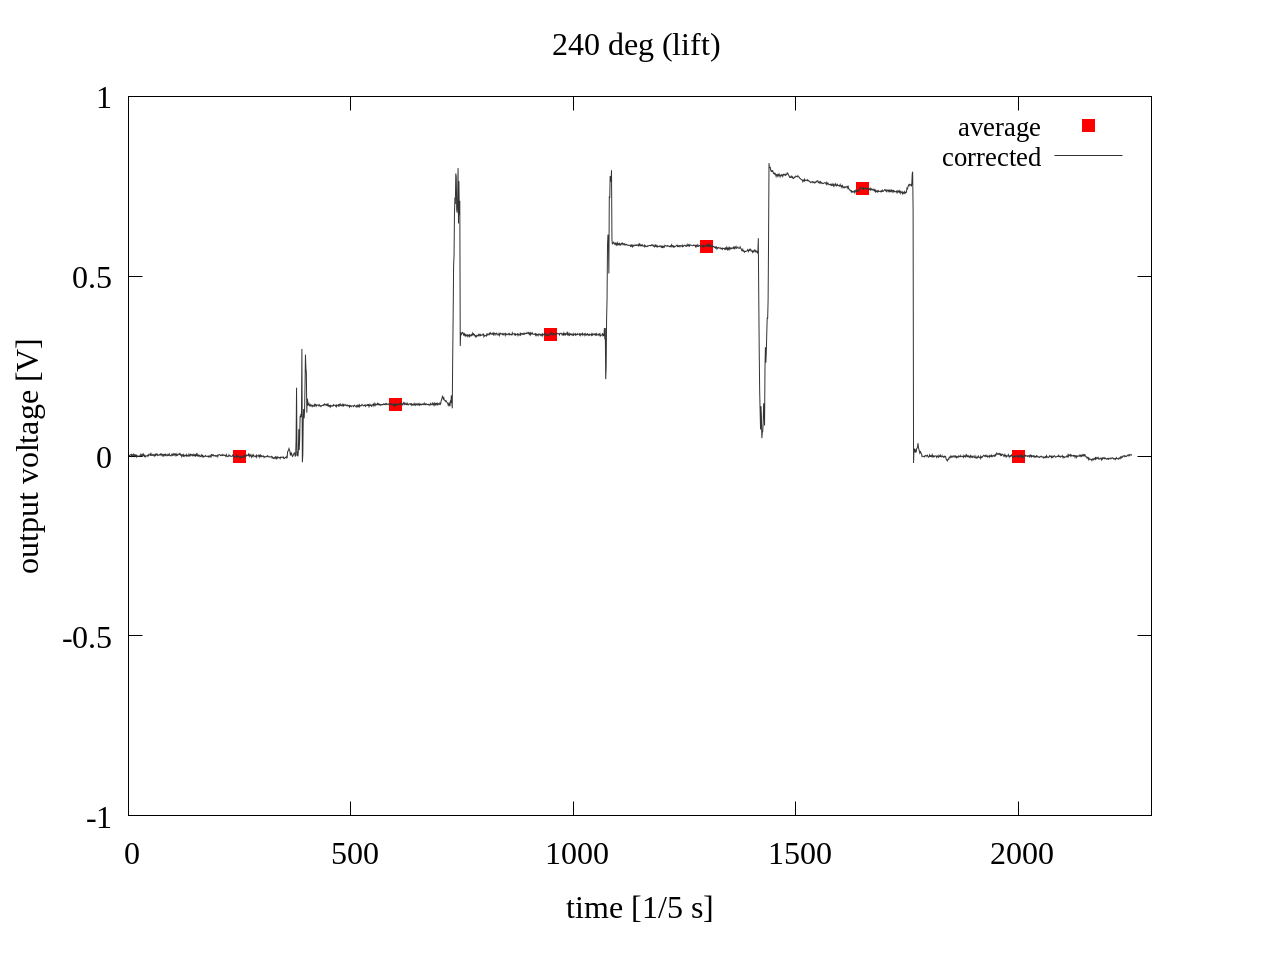 240 deg (lift)
average
corrected
1
0.5
0
-0.5
-1
output voltage [V]
0 500 1000 1500 2000
time [1/5 s]